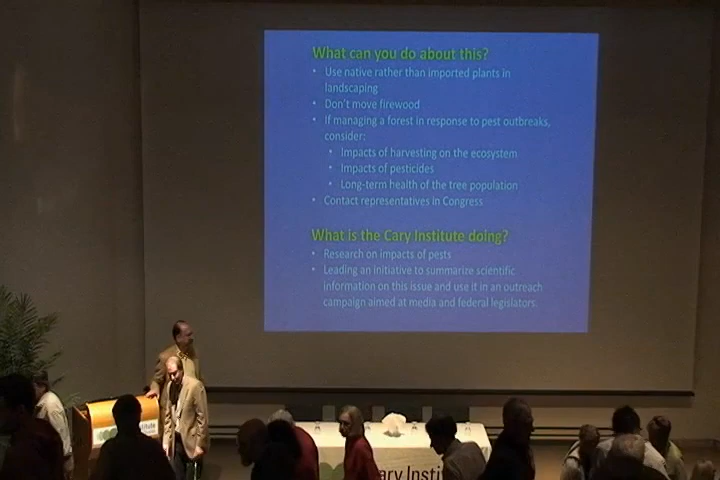 What can you do about this?
• Use native rather than imported plants in
landscaping
• Don't move firewood
• If managing a forest in response to pest outbreaks,
consider:
• Impacts of harvesting on the ecosystem
• Impacts of pesticides
• Long-term health of the tree population
• Contact representatives in Congress
What is the Cary Institute doing?
• Research on impacts of pests
• Leading an initiative to summarize scientific
information on this issue and use it in an outreach
campaign aimed at media and federal legislators.
stitute
ary Insti